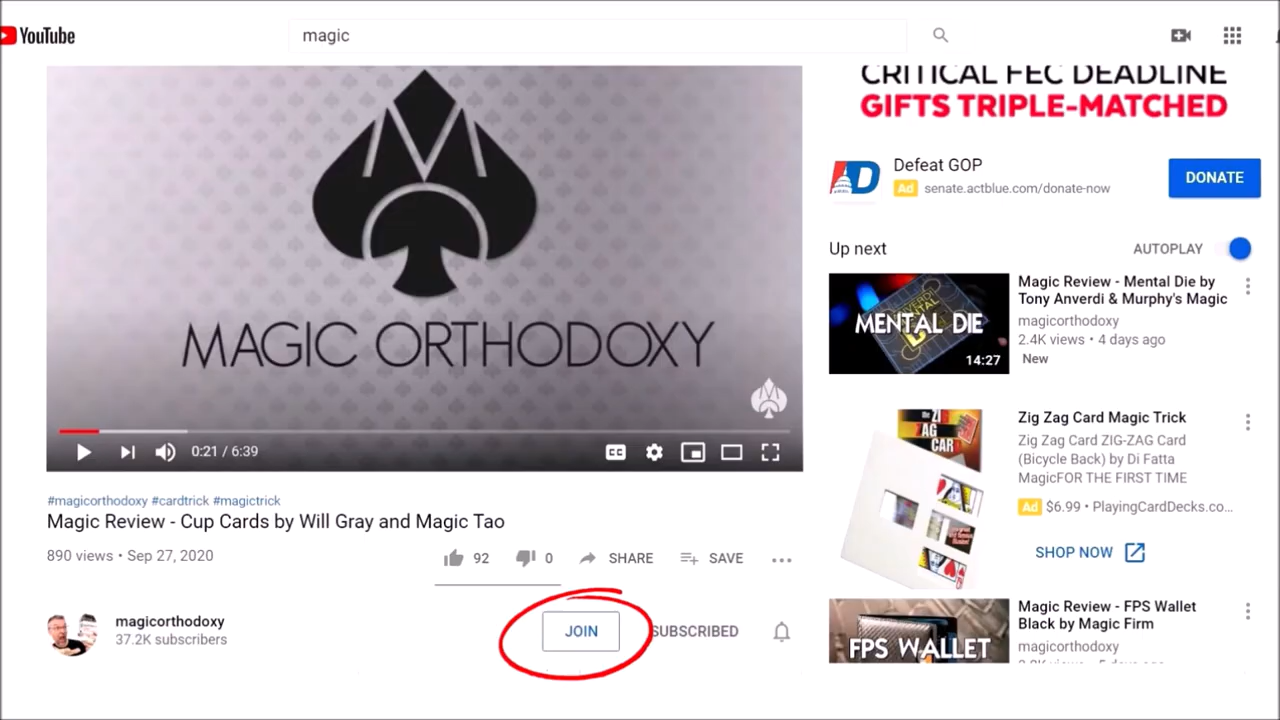 YouTube
magic
MAGIC ORTHODOXY
0:21 / 6:39
CC
#magicorthodoxy #cardtrick #magictrick
Magic Review - Cup Cards by Will Gray and Magic Tao
890 views • Sep 27, 2020
92
0
SHARE
SAVE
magicorthodoxy
37.2K subscribers
JOIN
SUBSCRIBED
CRITICAL FEC DEADLINE
GIFTS TRIPLE-MATCHED
D
Defeat GOP
Ad senate.actblue.com/donate-now
DONATE
Up next
AUTOPLAY
MENTAL DIE
14:27
Magic Review - Mental Die by
Tony Anverdi & Murphy's Magic
magicorthodoxy
2.4K views • 4 days ago
New
the ZIG
ZAG
CARD
Zig Zag Card Magic Trick
Zig Zag Card ZIG-ZAG Card
(Bicycle Back) by Di Fatta
MagicFOR THE FIRST TIME
Ad $6.99 • PlayingCardDecks.co...
SHOP NOW
FPS WALLET
Magic Review - FPS Wallet
Black by Magic Firm
magicorthodoxy